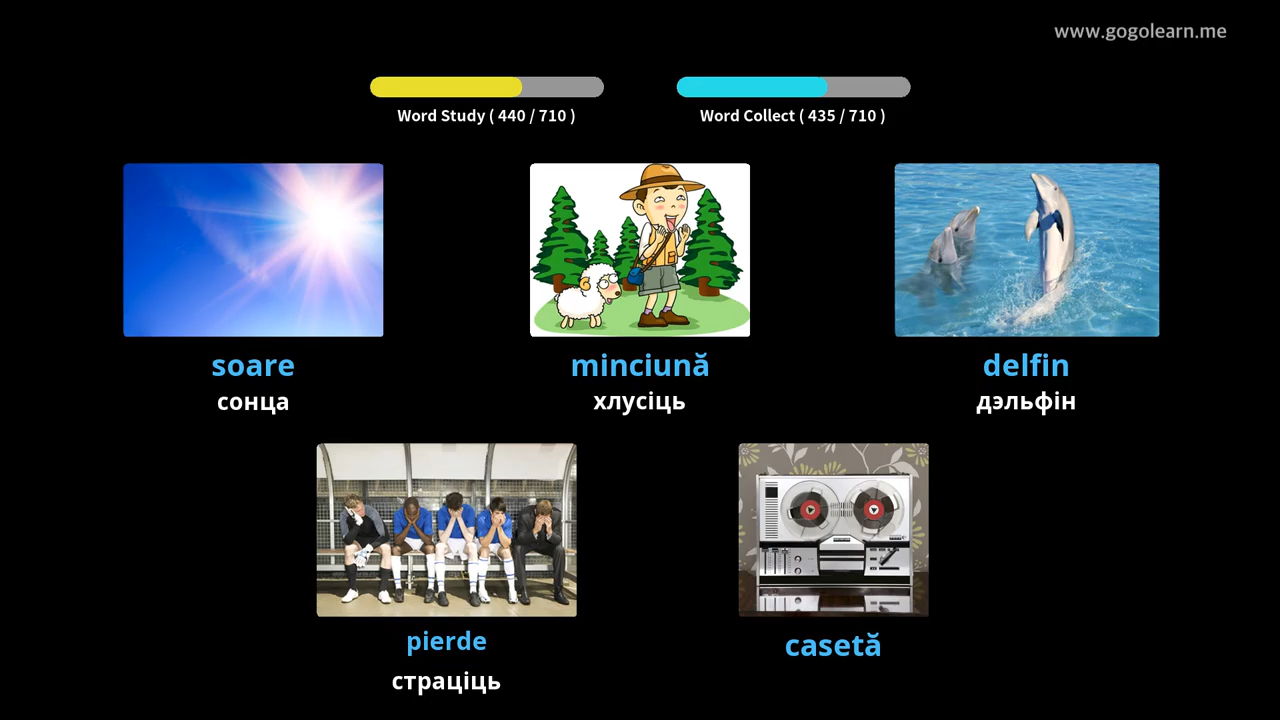 www.gogolearn.me
Word Study ( 440 / 710 )
Word Collect ( 435 / 710 )
soare
сонца
minciună
хлусіць
delfin
дэльфін
pierde
страціць
casetă